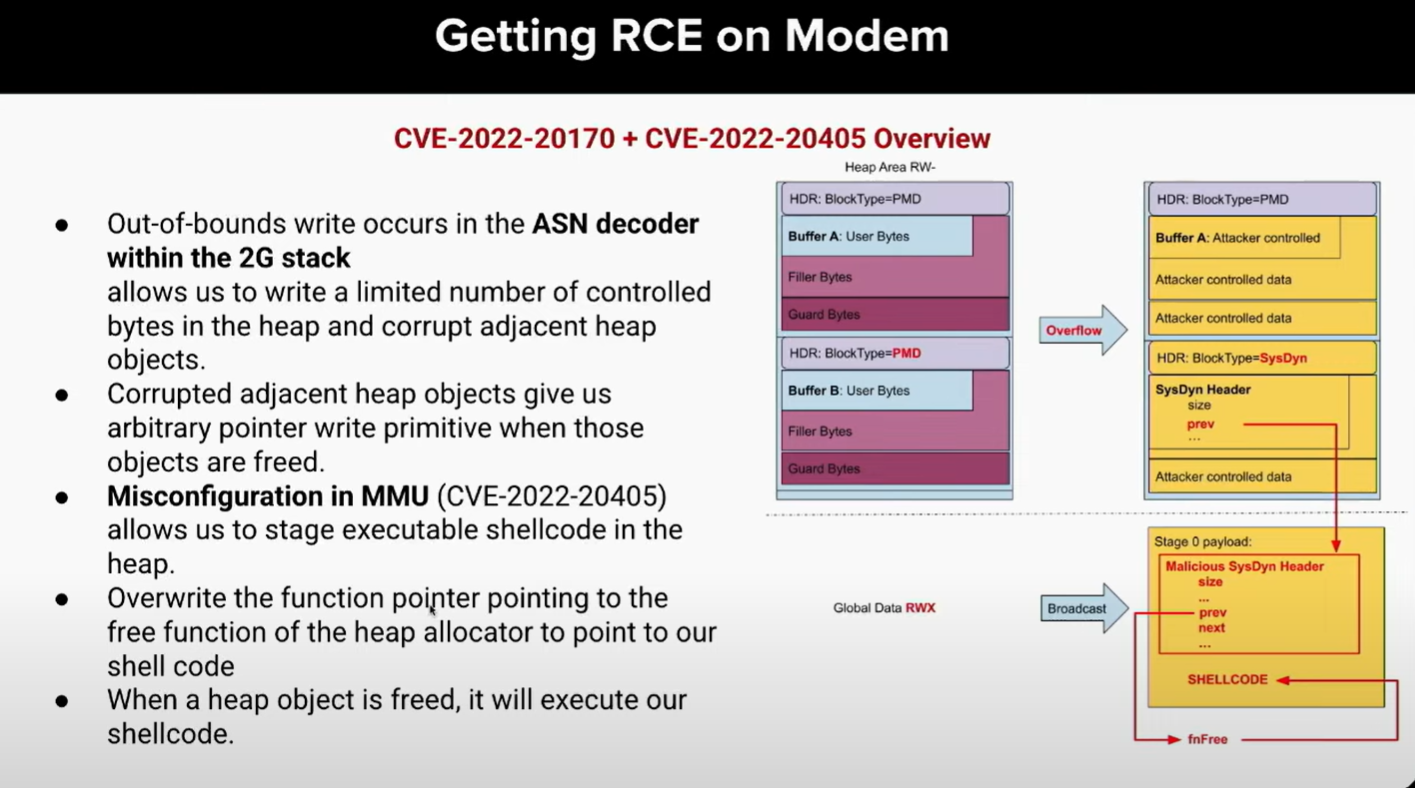 Getting RCE on Modem
CVE-2022-20170 + CVE-2022-20405 Overview
● Out-of-bounds write occurs in the ASN decoder
within the 2G stack
allows us to write a limited number of controlled
bytes in the heap and corrupt adjacent heap
objects.
● Corrupted adjacent heap objects give us
arbitrary pointer write primitive when those
objects are freed.
● Misconfiguration in MMU (CVE-2022-20405)
allows us to stage executable shellcode in the
heap.
● Overwrite the function pointer pointing to the
free function of the heap allocator to point to our
shell code
● When a heap object is freed, it will execute our
shellcode.
Heap Area RW-
HDR: BlockType=PMD
Buffer A: User Bytes
Filler Bytes
Guard Bytes
HDR: BlockType=PMD
Buffer B: User Bytes
Filler Bytes
Guard Bytes
Overflow
HDR: BlockType=PMD
Buffer A: Attacker controlled
Attacker controlled data
Attacker controlled data
HDR: BlockType=SysDyn
SysDyn Header
size
prev
...
Attacker controlled data
Global Data RWX
Broadcast
Stage 0 payload:
Malicious SysDyn Header
size
...
prev
next
...
SHELLCODE
fnFree